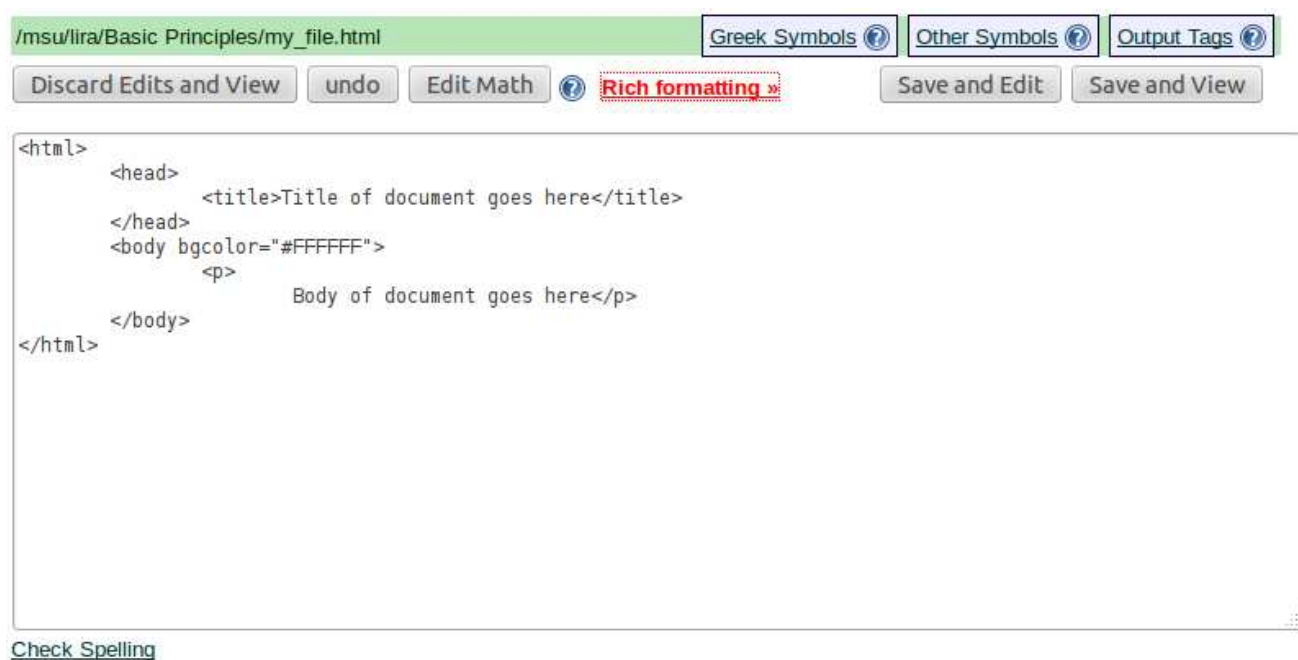 /msu/lira/Basic Principles/my_file.html Greek Symbols Other Symbols Output Tags
Discard Edits and View undo Edit Math Rich formatting » Save and Edit Save and View
<html>
<head>
<title>Title of document goes here</title>
</head>
<body bgcolor="#FFFFFF">
<p>
Body of document goes here</p>
</body>
</html>
Check Spelling